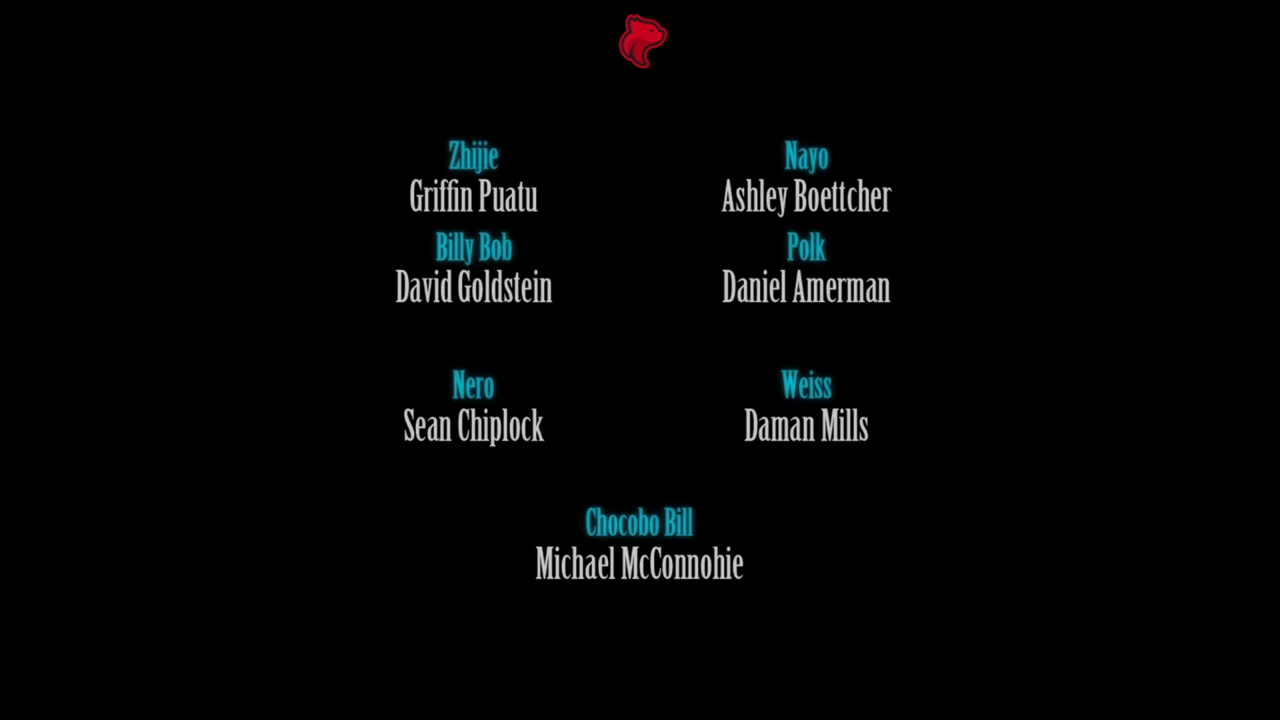 Zhijie
Griffin Puatu
Nayo
Ashley Boettcher
Billy Bob
David Goldstein
Polk
Daniel Amerman
Nero
Sean Chiplock
Weiss
Daman Mills
Chocobo Bill
Michael McConnohie